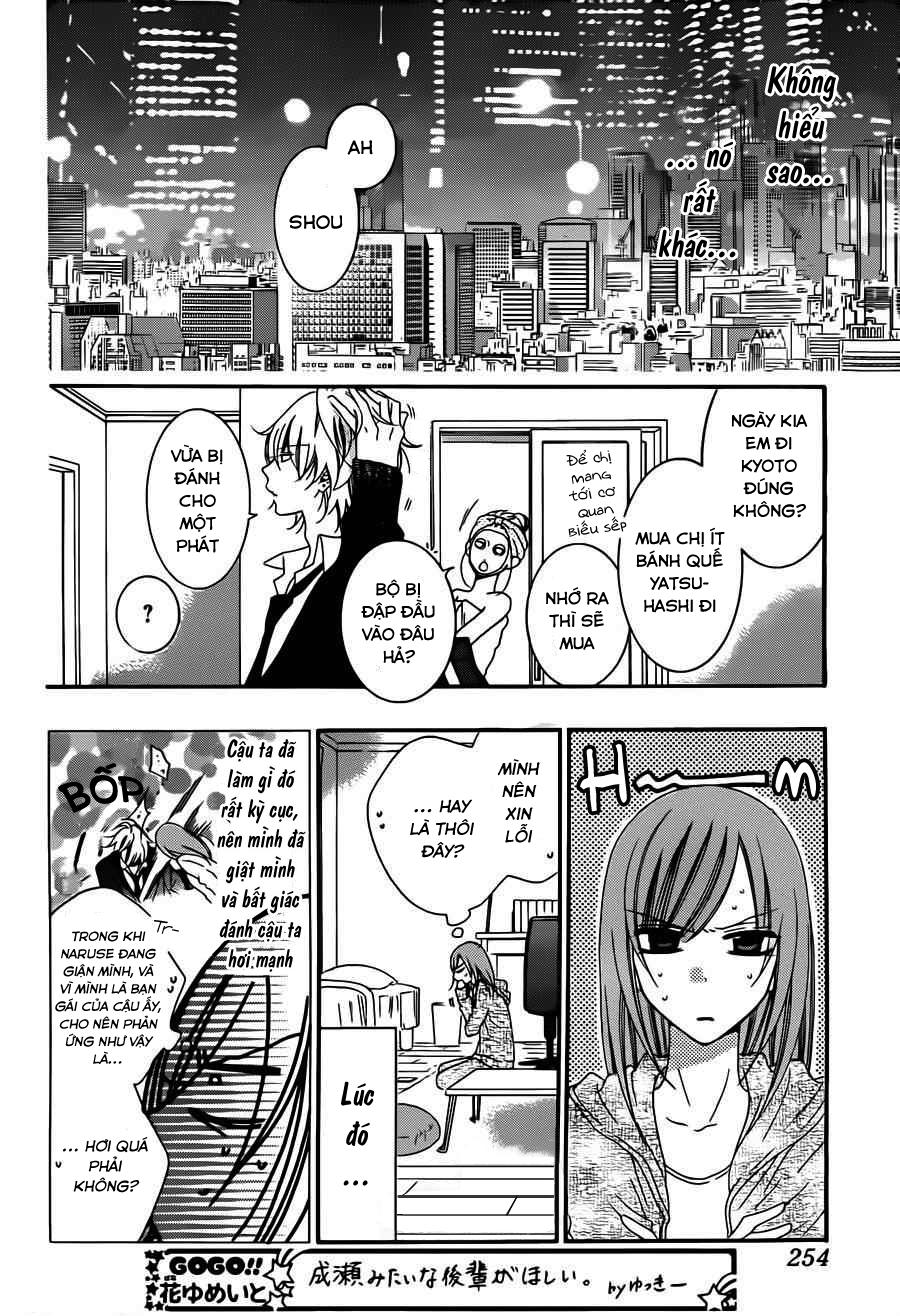 Không
hiểu
sao...
... nó
rất
khác...
AH
SHOU
NGÀY KIA
EM ĐI
KYOTO
ĐÚNG
KHÔNG?
MUA CHỊ ÍT
BÁNH QUẾ
YATSU-
HASHI ĐI
Để chị
mang
tới cơ
quan
biếu sếp
NHỚ RA
THÌ SẼ
MUA
BỘ BỊ
ĐẬP ĐẦU
VÀO ĐÂU
HẢ?
VỪA BỊ
ĐÁNH
CHO
MỘT
PHÁT
?
H——M
MÌNH
NÊN XIN
LỖI
... HAY
LÀ THÔI
ĐÂY?
Lúc
đó
...
Cậu ta đã
làm gì đó
rất kỳ cục,
nên mình đã
giật mình
và bất giác
đánh cậu ta
hơi mạnh
BỐP
TRONG KHI
NARUSE ĐANG
GIẬN MÌNH, VÀ
VÌ MÌNH LÀ BẠN
GÁI CỦA CẬU ẤY,
CHO NÊN PHẢN
ỨNG NHƯ VẬY
LÀ...
... HƠI QUÁ
PHẢI
KHÔNG?
254
GOGO!!
花ゆめいと
成瀬みたいな後輩がほしい。 byゆっきー